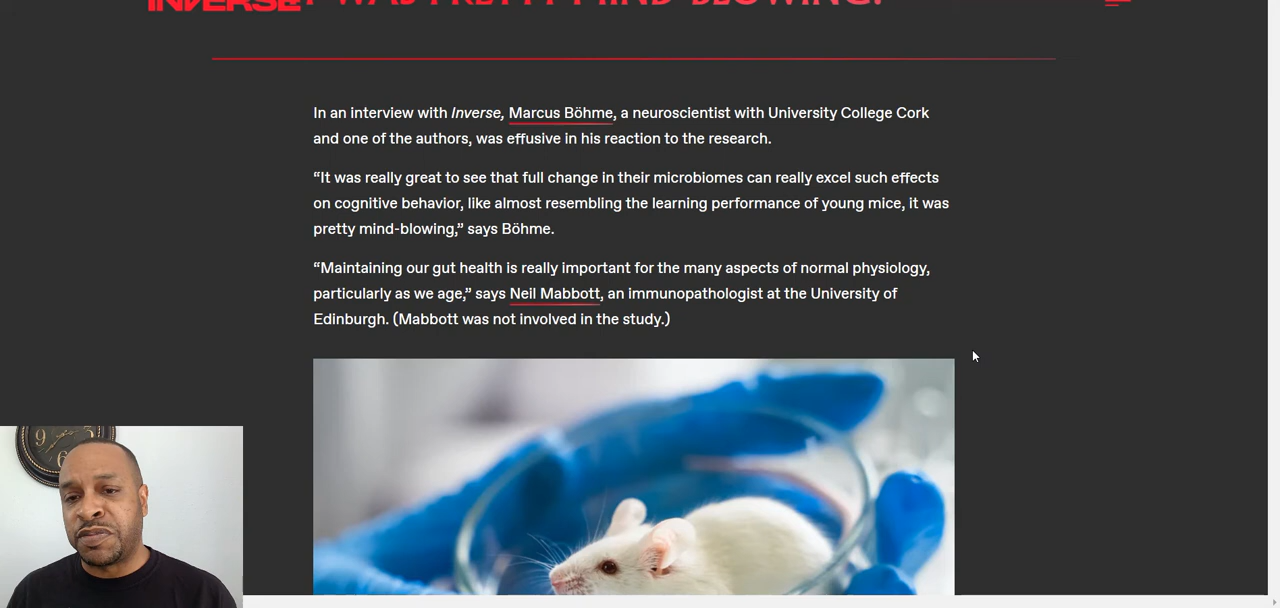 INVERSE
WAS PRETTY MIND-BLOWING.
In an interview with Inverse, Marcus Böhme, a neuroscientist with University College Cork
and one of the authors, was effusive in his reaction to the research.
“It was really great to see that full change in their microbiomes can really excel such effects
on cognitive behavior, like almost resembling the learning performance of young mice, it was
pretty mind-blowing,” says Böhme.
“Maintaining our gut health is really important for the many aspects of normal physiology,
particularly as we age,” says Neil Mabbott, an immunopathologist at the University of
Edinburgh. (Mabbott was not involved in the study.)
9 3
6